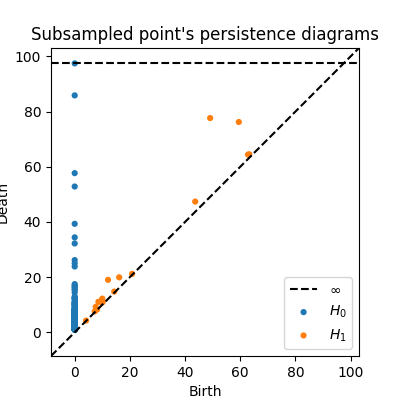 Subsampled point's persistence diagrams
100
80
60
40
20
0
Death
0 20 40 60 80 100
Birth
∞
H₀
H₁